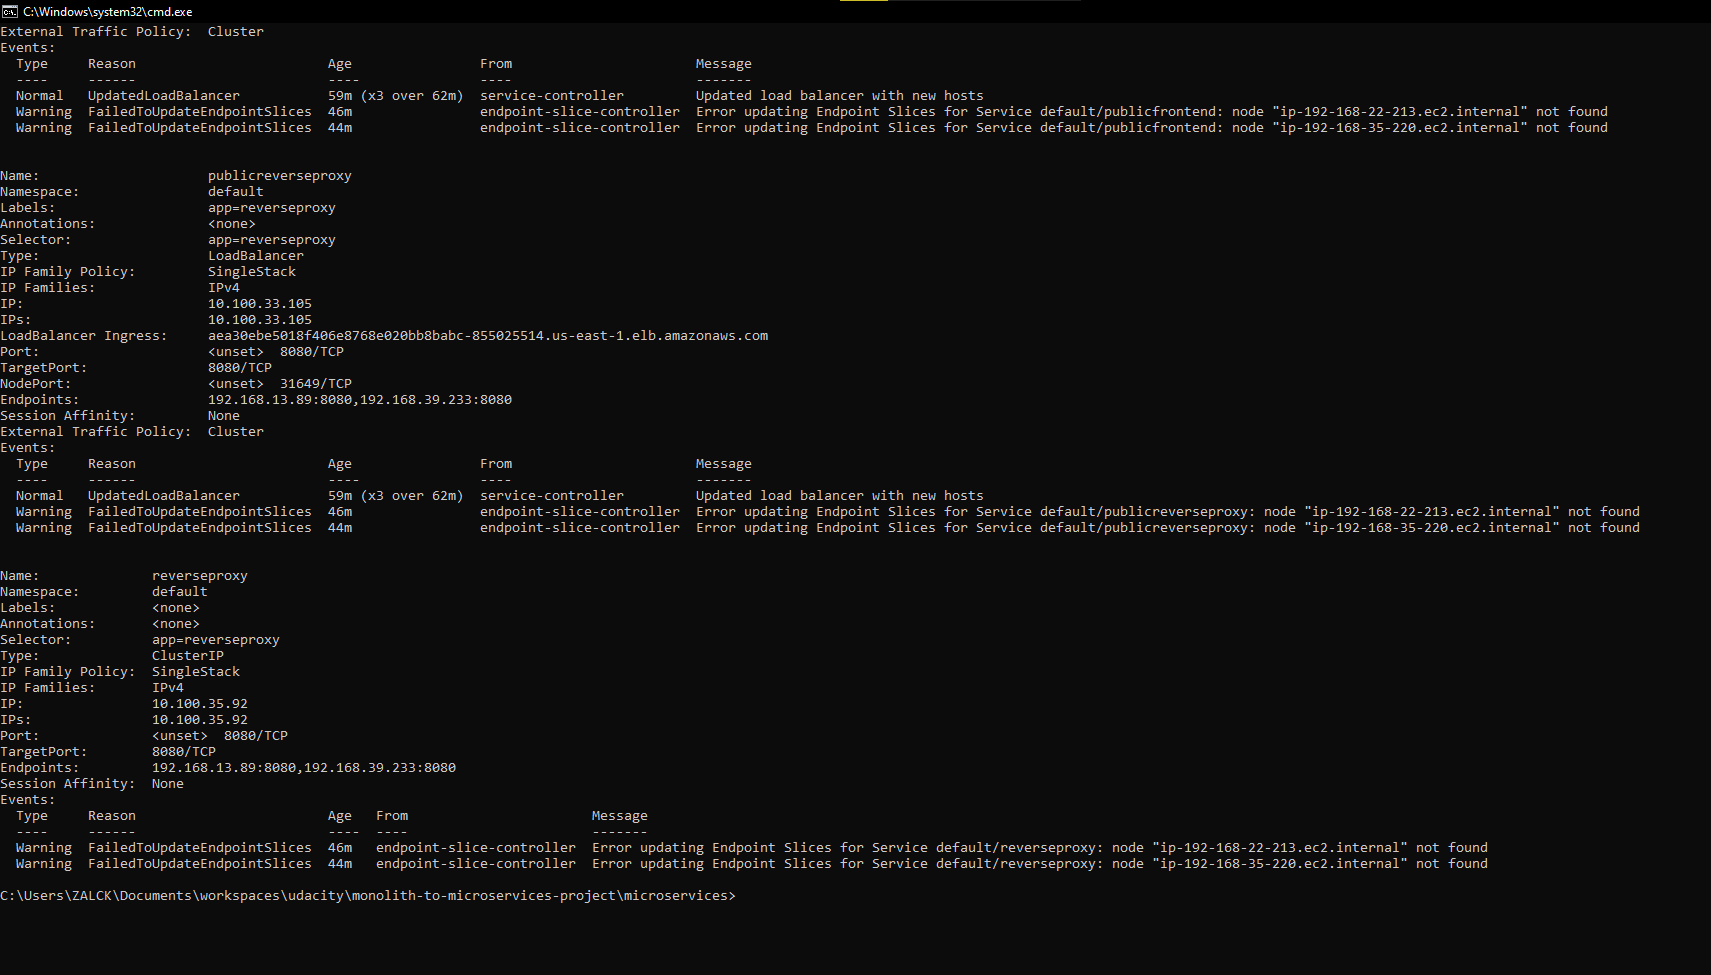 C:\Windows\system32\cmd.exe
External Traffic Policy:  Cluster
Events:
  Type     Reason                        Age                From                       Message
  ----     ------                        ----               ----                       -------
  Normal   UpdatedLoadBalancer           59m (x3 over 62m)  service-controller         Updated load balancer with new hosts
  Warning  FailedToUpdateEndpointSlices  46m                endpoint-slice-controller  Error updating Endpoint Slices for Service default/publicfrontend: node "ip-192-168-22-213.ec2.internal" not found
  Warning  FailedToUpdateEndpointSlices  44m                endpoint-slice-controller  Error updating Endpoint Slices for Service default/publicfrontend: node "ip-192-168-35-220.ec2.internal" not found
Name:                     publicreverseproxy
Namespace:                default
Labels:                   app=reverseproxy
Annotations:              <none>
Selector:                 app=reverseproxy
Type:                     LoadBalancer
IP Family Policy:         SingleStack
IP Families:              IPv4
IP:                       10.100.33.105
IPs:                      10.100.33.105
LoadBalancer Ingress:     aea30ebe5018f406e8768e020bb8babc-855025514.us-east-1.elb.amazonaws.com
Port:                     <unset>  8080/TCP
TargetPort:               8080/TCP
NodePort:                 <unset>  31649/TCP
Endpoints:                192.168.13.89:8080,192.168.39.233:8080
Session Affinity:         None
External Traffic Policy:  Cluster
Events:
  Type     Reason                        Age                From                       Message
  ----     ------                        ----               ----                       -------
  Normal   UpdatedLoadBalancer           59m (x3 over 62m)  service-controller         Updated load balancer with new hosts
  Warning  FailedToUpdateEndpointSlices  46m                endpoint-slice-controller  Error updating Endpoint Slices for Service default/publicreverseproxy: node "ip-192-168-22-213.ec2.internal" not found
  Warning  FailedToUpdateEndpointSlices  44m                endpoint-slice-controller  Error updating Endpoint Slices for Service default/publicreverseproxy: node "ip-192-168-35-220.ec2.internal" not found
Name:              reverseproxy
Namespace:         default
Labels:            <none>
Annotations:       <none>
Selector:          app=reverseproxy
Type:              ClusterIP
IP Family Policy:  SingleStack
IP Families:       IPv4
IP:                10.100.35.92
IPs:               10.100.35.92
Port:              <unset>  8080/TCP
TargetPort:        8080/TCP
Endpoints:         192.168.13.89:8080,192.168.39.233:8080
Session Affinity:  None
Events:
  Type     Reason                        Age   From                       Message
  ----     ------                        ----  ----                       -------
  Warning  FailedToUpdateEndpointSlices  46m   endpoint-slice-controller  Error updating Endpoint Slices for Service default/reverseproxy: node "ip-192-168-22-213.ec2.internal" not found
  Warning  FailedToUpdateEndpointSlices  44m   endpoint-slice-controller  Error updating Endpoint Slices for Service default/reverseproxy: node "ip-192-168-35-220.ec2.internal" not found
C:\Users\ZALCK\Documents\workspaces\udacity\monolith-to-microservices-project\microservices>